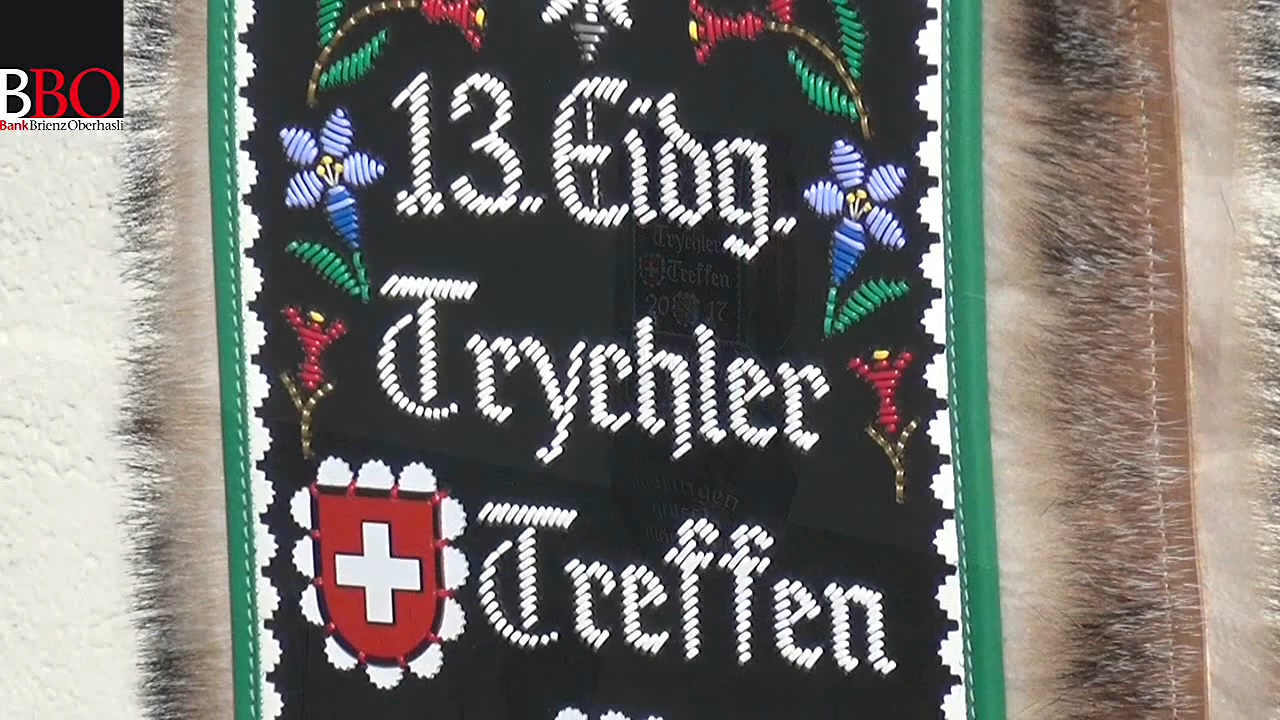 BBO
BankBrienzOberhasli
13. Eidg.
Trychler
Treffen
Trychler
Treffen
2017